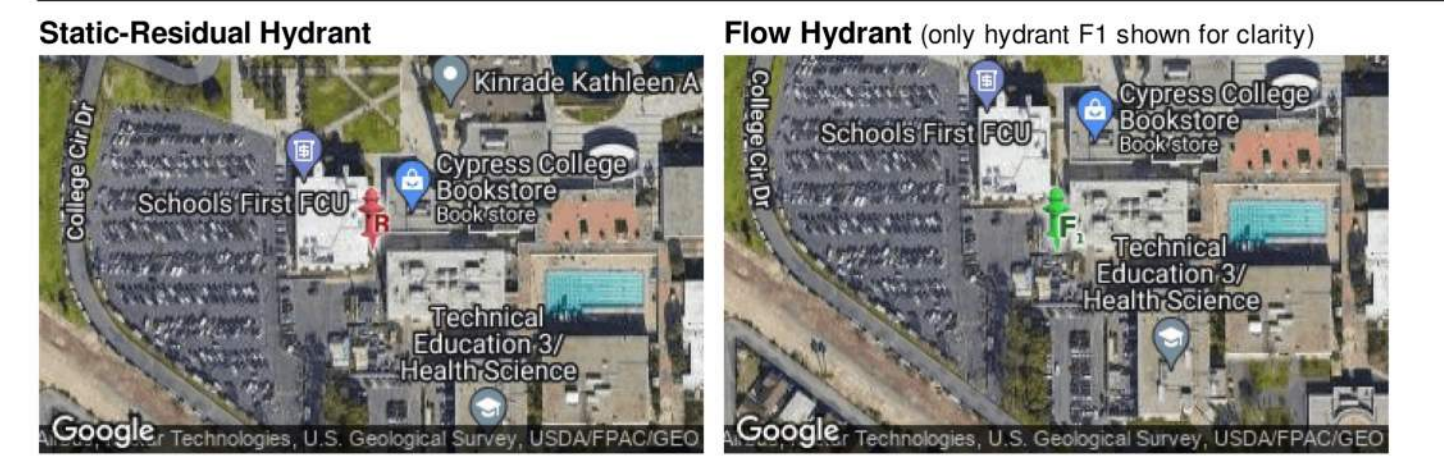 Static-Residual Hydrant
Kinrade Kathleen A
College Cir Dr
Cypress College
Bookstore
Book store
Schools First FCU
R
Technical
Education 3/
Health Science
Google
Technologies, U.S. Geological Survey, USDA/FPAC/GEO
Flow Hydrant (only hydrant F1 shown for clarity)
College Cir Dr
Cypress College
Bookstore
Book store
Schools First FCU
F1
Technical
Education 3/
Health Science
Google
Technologies, U.S. Geological Survey, USDA/FPAC/GEO